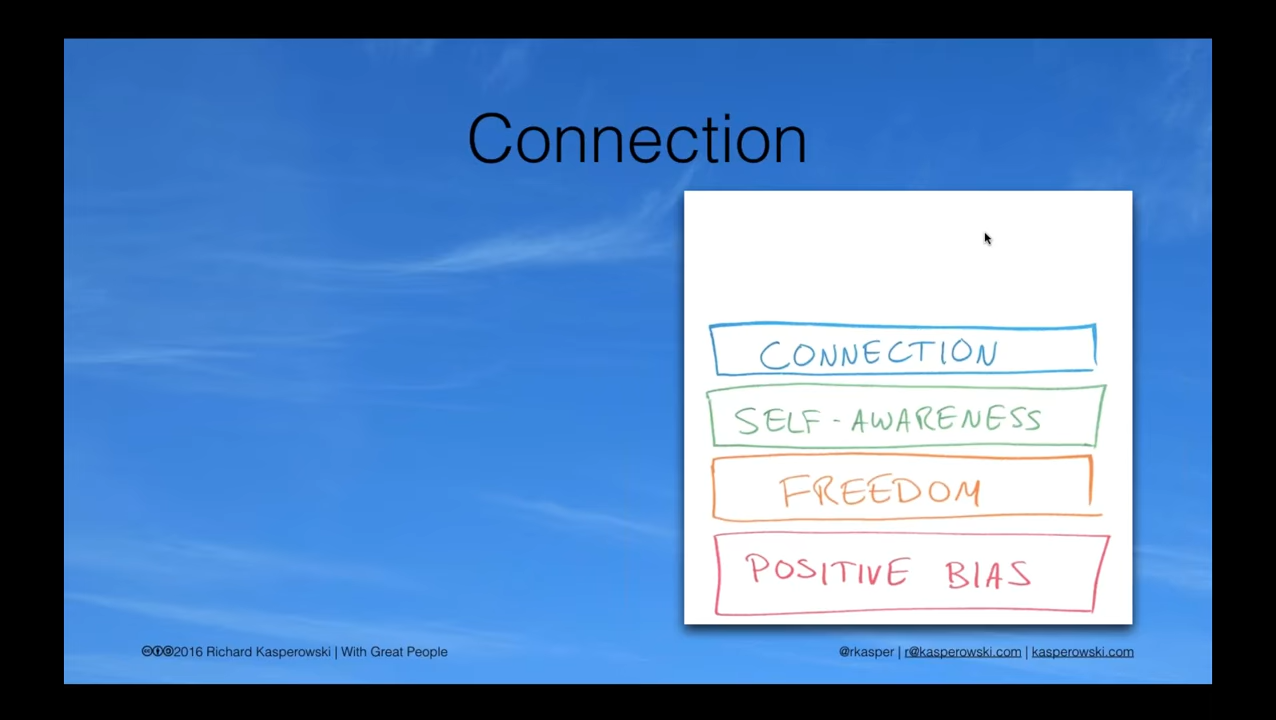 Connection
CONNECTION
SELF-AWARENESS
FREEDOM
POSITIVE BIAS
2016 Richard Kasperowski | With Great People
@rkasper | r@kasperowski.com | kasperowski.com